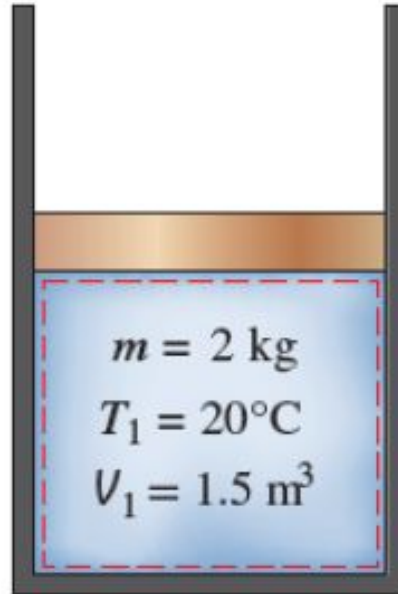 m = 2 kg
T₁ = 20°C
V₁ = 1.5 m³